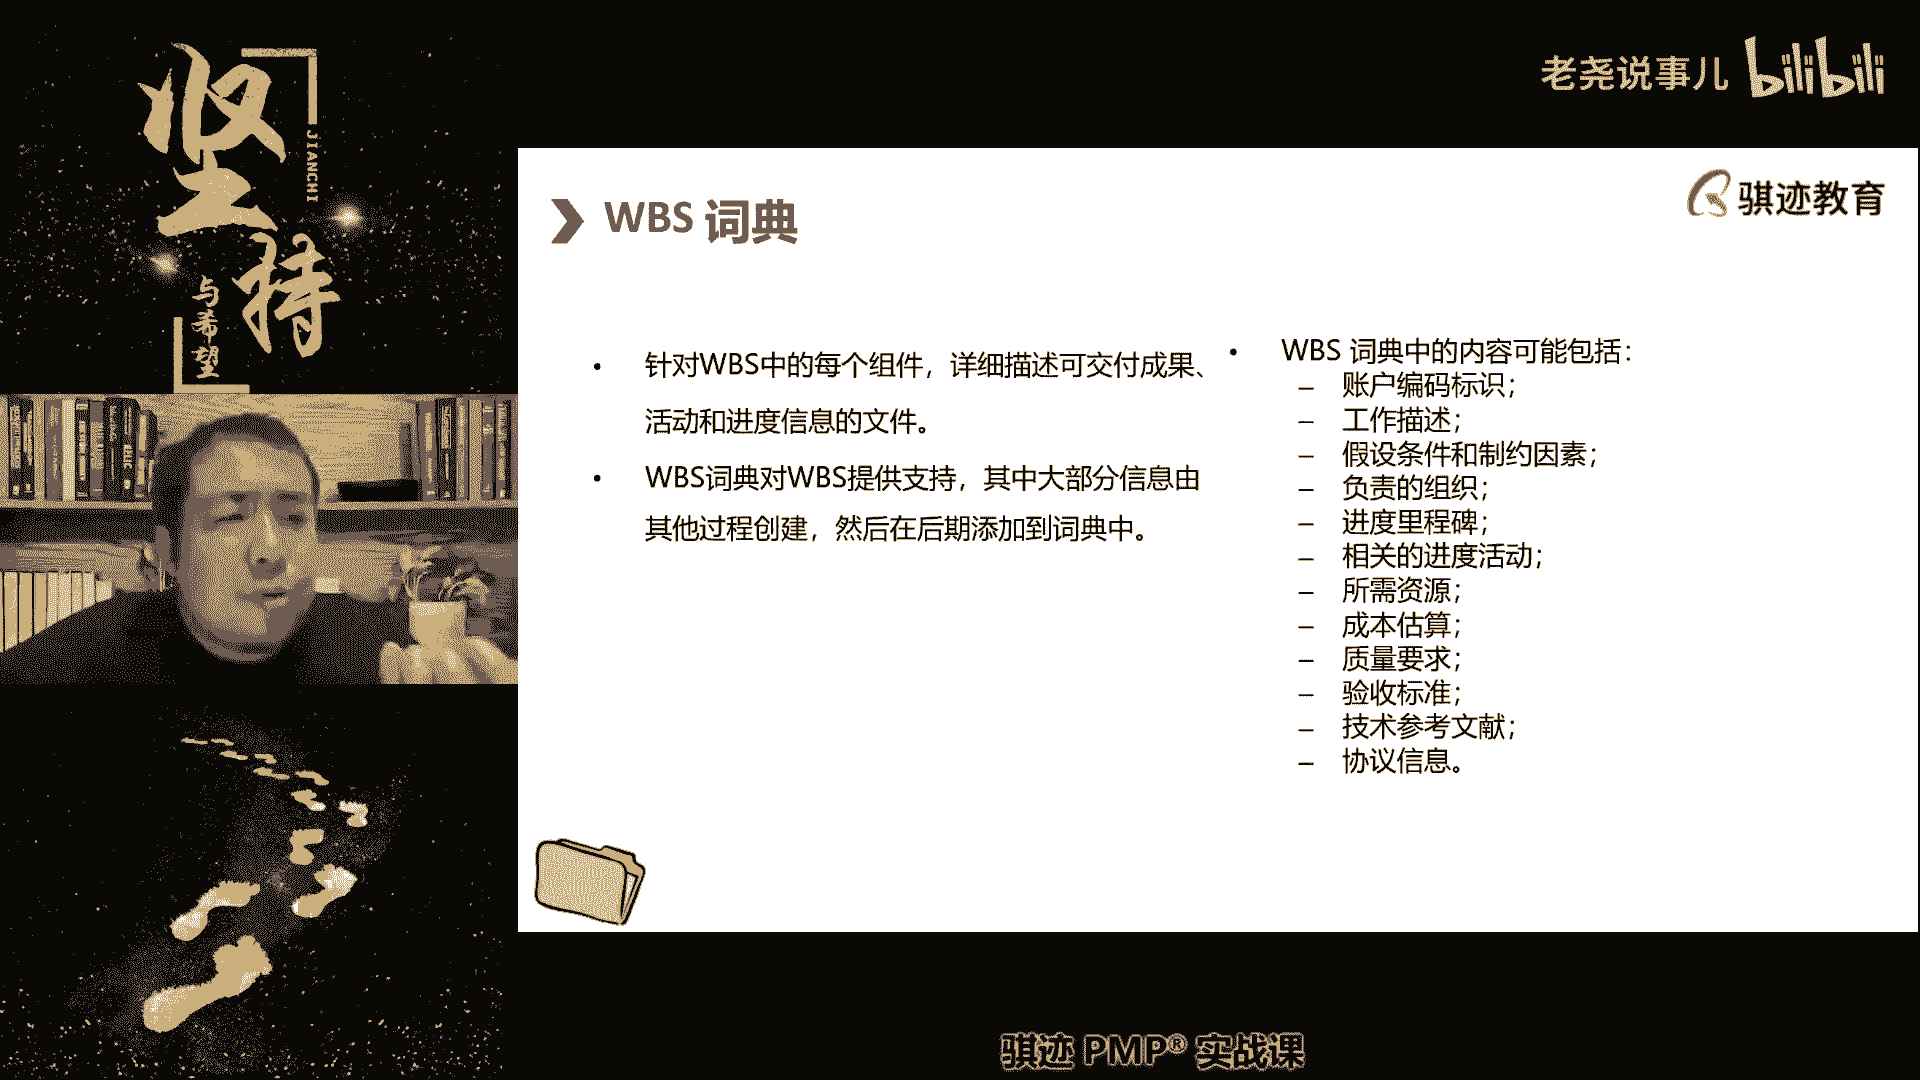 坚持
JIANCHI
与希望
老尧说事儿 bilibili
骐迹教育
WBS 词典
• 针对WBS中的每个组件，详细描述可交付成果、
活动和进度信息的文件。
• WBS词典对WBS提供支持，其中大部分信息由
其他过程创建，然后在后期添加到词典中。
• WBS 词典中的内容可能包括：
– 账户编码标识；
– 工作描述；
– 假设条件和制约因素；
– 负责的组织；
– 进度里程碑；
– 相关的进度活动；
– 所需资源；
– 成本估算；
– 质量要求；
– 验收标准；
– 技术参考文献；
– 协议信息。
骐迹 PMP® 实战课